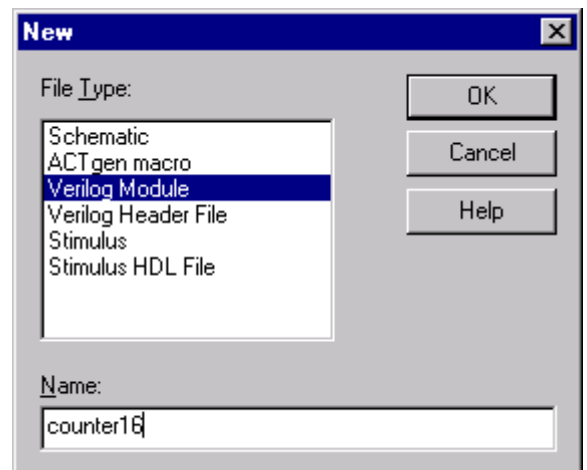 New
File Type:
Schematic
ACTgen macro
Verilog Module
Verilog Header File
Stimulus
Stimulus HDL File
OK
Cancel
Help
Name:
counter16